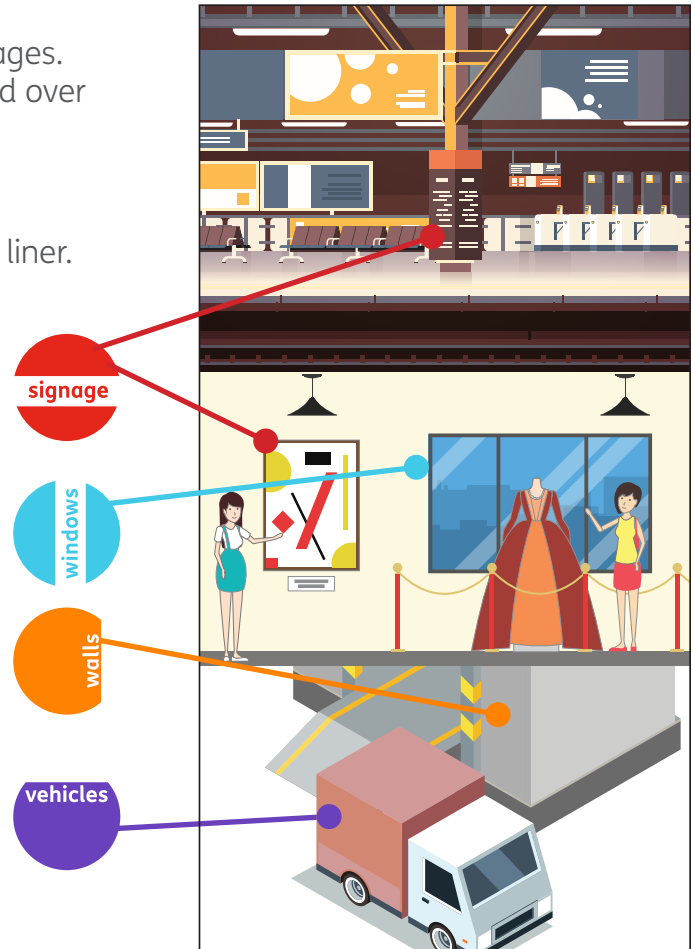 ages.
d over
liner.
signage
windows
walls
vehicles